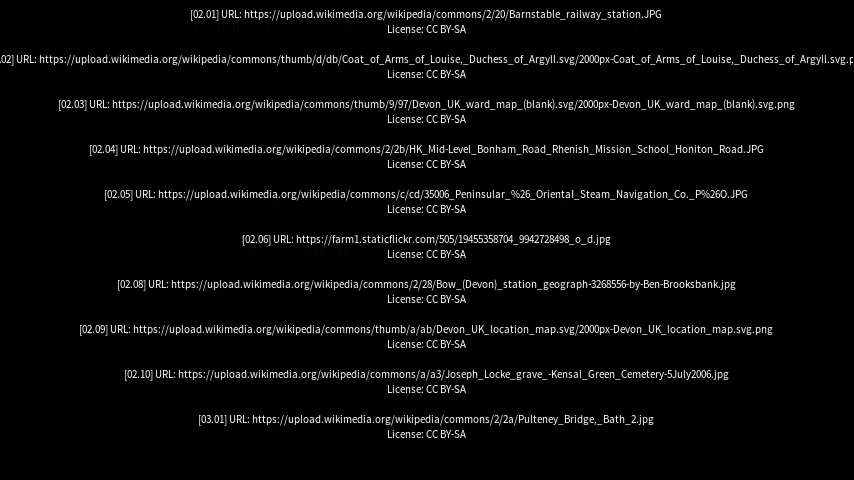 [02.01] URL: https://upload.wikimedia.org/wikipedia/commons/2/20/Barnstable_railway_station.JPG
License: CC BY-SA
02] URL: https://upload.wikimedia.org/wikipedia/commons/thumb/d/db/Coat_of_Arms_of_Louise,_Duchess_of_Argyll.svg/2000px-Coat_of_Arms_of_Louise,_Duchess_of_Argyll.svg.p
License: CC BY-SA
[02.03] URL: https://upload.wikimedia.org/wikipedia/commons/thumb/9/97/Devon_UK_ward_map_(blank).svg/2000px-Devon_UK_ward_map_(blank).svg.png
License: CC BY-SA
[02.04] URL: https://upload.wikimedia.org/wikipedia/commons/2/2b/HK_Mid-Level_Bonham_Road_Rhenish_Mission_School_Honiton_Road.JPG
License: CC BY-SA
[02.05] URL: https://upload.wikimedia.org/wikipedia/commons/c/cd/35006_Peninsular_%26_Oriental_Steam_Navigation_Co._P%26O.JPG
License: CC BY-SA
[02.06] URL: https://farm1.staticflickr.com/505/19455358704_9942728498_o_d.jpg
License: CC BY-SA
[02.08] URL: https://upload.wikimedia.org/wikipedia/commons/2/28/Bow_(Devon)_station_geograph-3268556-by-Ben-Brooksbank.jpg
License: CC BY-SA
[02.09] URL: https://upload.wikimedia.org/wikipedia/commons/thumb/a/ab/Devon_UK_location_map.svg/2000px-Devon_UK_location_map.svg.png
License: CC BY-SA
[02.10] URL: https://upload.wikimedia.org/wikipedia/commons/a/a3/Joseph_Locke_grave_-Kensal_Green_Cemetery-5July2006.jpg
License: CC BY-SA
[03.01] URL: https://upload.wikimedia.org/wikipedia/commons/2/2a/Pulteney_Bridge,_Bath_2.jpg
License: CC BY-SA